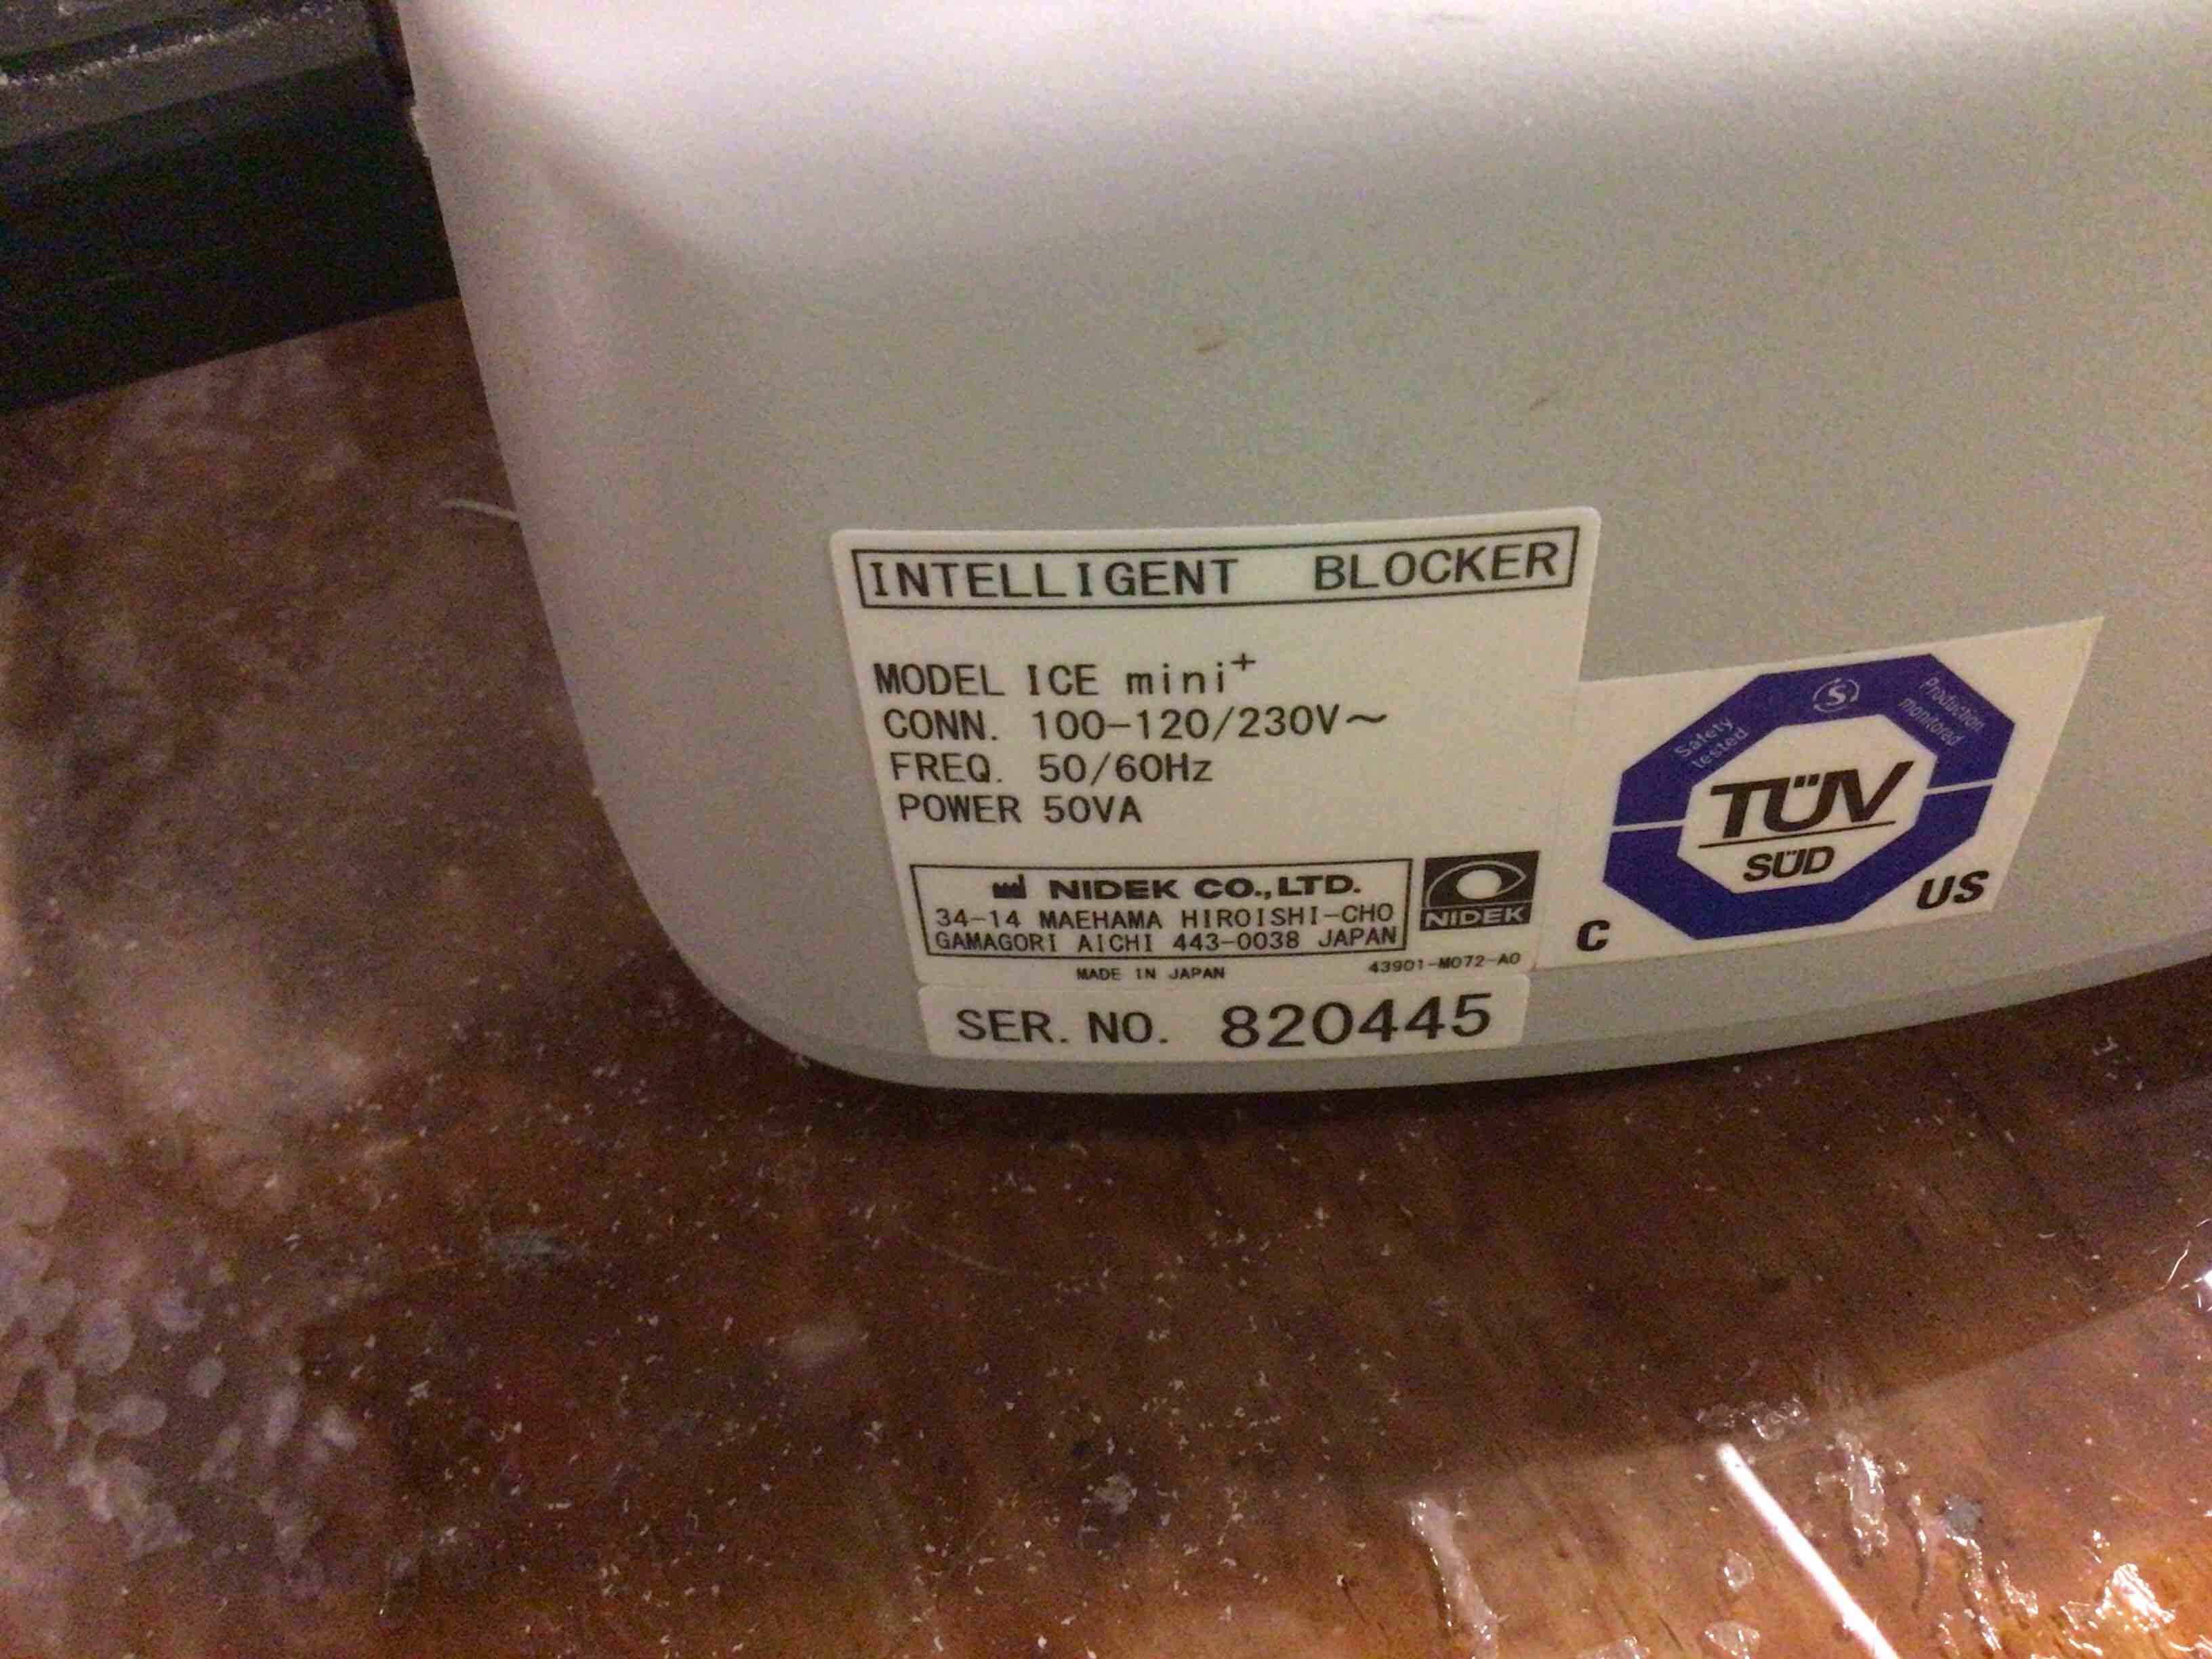 INTELLIGENT BLOCKER
MODEL ICE mini+
CONN. 100-120/230V~
FREQ. 50/60Hz
POWER 50VA
NIDEK CO.,LTD.
34-14 MAEHAMA HIROISHI-CHO
GAMAGORI AICHI 443-0038 JAPAN
NIDEK
MADE IN JAPAN
43901-M072-A0
SER. NO. 820445
Safety
tested
S
Production
monitored
TÜV
SÜD
C
US